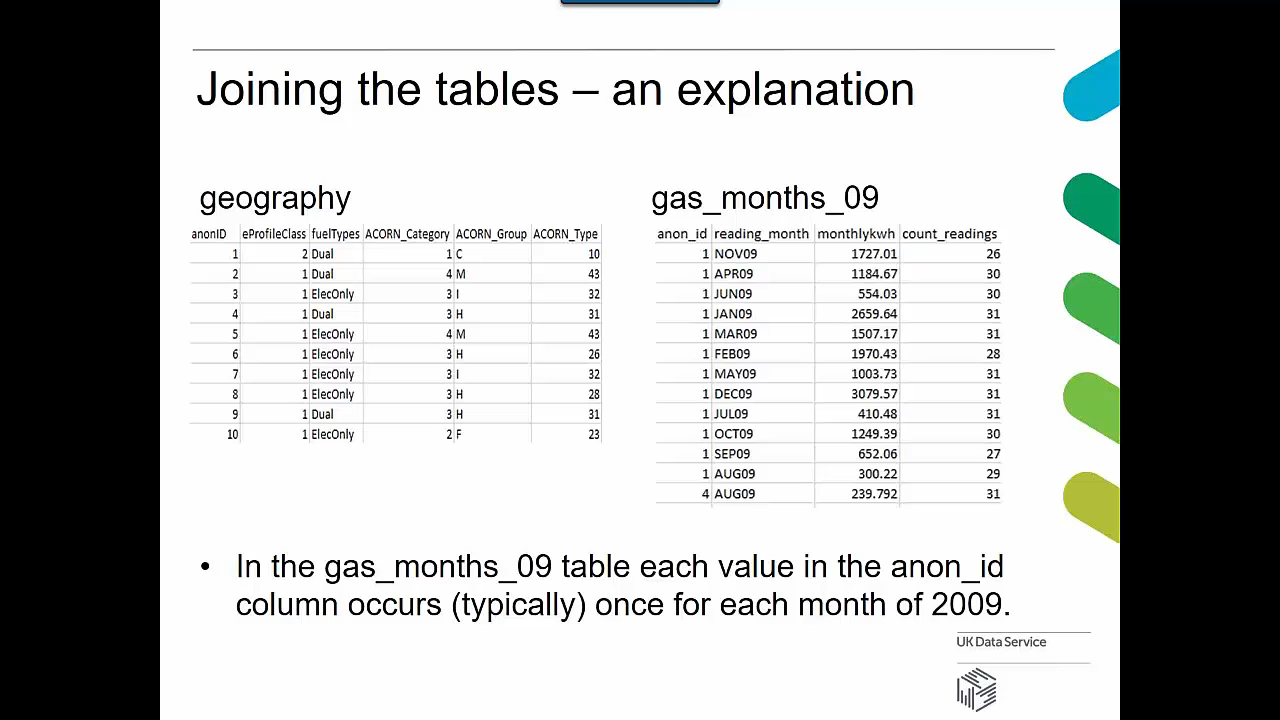 Joining the tables – an explanation
geography
anonID eProfileClass fuelTypes ACORN_Category ACORN_Group ACORN_Type
1 2 Dual 1 C 10
2 1 Dual 4 M 43
3 1 ElecOnly 3 I 32
4 1 Dual 3 H 31
5 1 ElecOnly 4 M 43
6 1 ElecOnly 3 H 26
7 1 ElecOnly 3 I 32
8 1 ElecOnly 3 H 28
9 1 Dual 3 H 31
10 1 ElecOnly 2 F 23
gas_months_09
anon_id reading_month monthlykwh count_readings
1 NOV09 1727.01 26
1 APR09 1184.67 30
1 JUN09 554.03 30
1 JAN09 2659.64 31
1 MAR09 1507.17 31
1 FEB09 1970.43 28
1 MAY09 1003.73 31
1 DEC09 3079.57 31
1 JUL09 410.48 31
1 OCT09 1249.39 30
1 SEP09 652.06 27
1 AUG09 300.22 29
4 AUG09 239.792 31
• In the gas_months_09 table each value in the anon_id
column occurs (typically) once for each month of 2009.
UK Data Service